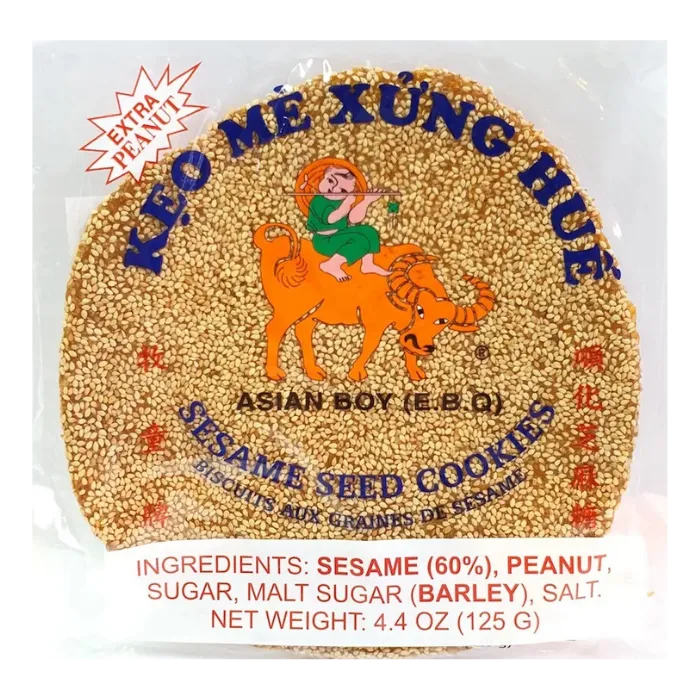 EXTRA
PEANUT
KẸO MÈ XỬNG HUẾ
®
ASIAN BOY (E.B.Q)
牧童牌
順化芝麻糖
SESAME SEED COOKIES
BISCUITS AUX GRAINES DE SESAME
INGREDIENTS: SESAME (60%), PEANUT,
SUGAR, MALT SUGAR (BARLEY), SALT.
NET WEIGHT: 4.4 OZ (125 G)